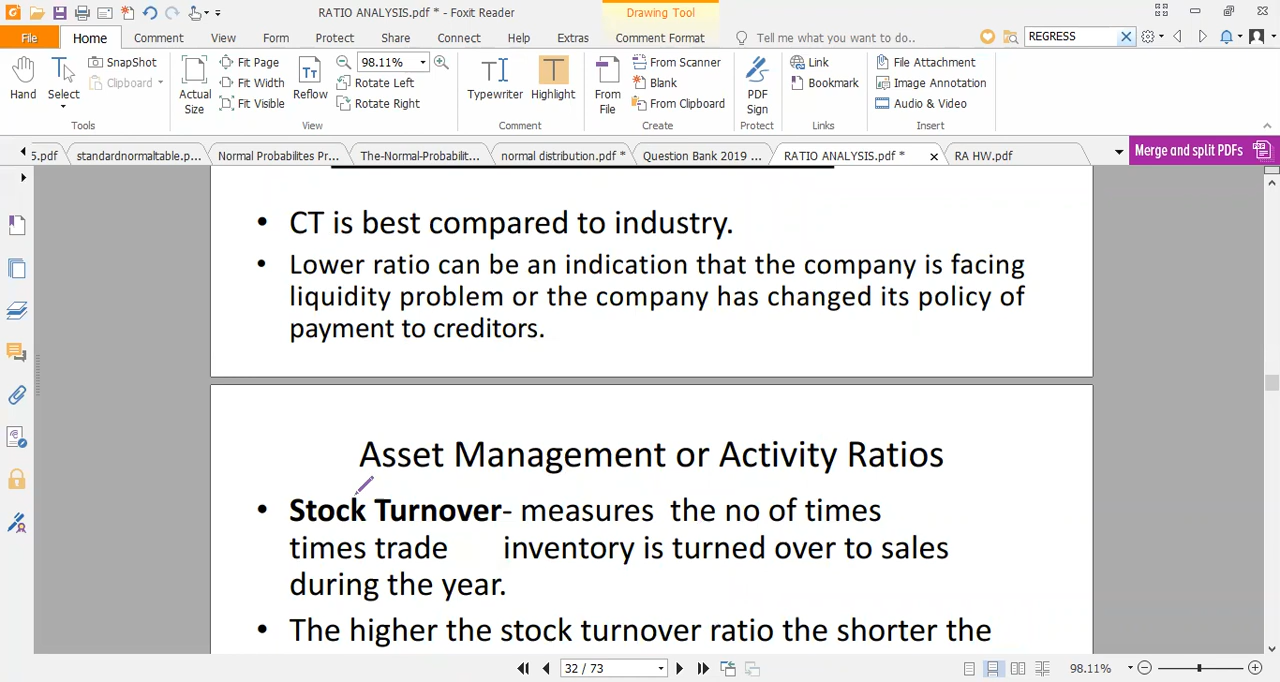 RATIO ANALYSIS.pdf * - Foxit Reader
Drawing Tool
File
Home
Comment
View
Form
Protect
Share
Connect
Help
Extras
Comment Format
Tell me what you want to do..
REGRESS
Hand
Select
SnapShot
Clipboard
Tools
Actual
Size
Fit Page
Fit Width
Fit Visible
Reflow
98.11%
Rotate Left
Rotate Right
View
Typewriter
Highlight
Comment
From
File
From Scanner
Blank
From Clipboard
Create
PDF
Sign
Protect
Link
Bookmark
Links
File Attachment
Image Annotation
Audio & Video
Insert
5.pdf
standardnormaltable.p...
Normal Probabilites Pr...
The-Normal-Probabilit...
normal distribution.pdf *
Question Bank 2019 ...
RATIO ANALYSIS.pdf *
RA HW.pdf
Merge and split PDFs
• CT is best compared to industry.
• Lower ratio can be an indication that the company is facing
liquidity problem or the company has changed its policy of
payment to creditors.
Asset Management or Activity Ratios
• Stock Turnover- measures the no of times
times trade inventory is turned over to sales
during the year.
• The higher the stock turnover ratio the shorter the
32 / 73
98.11%